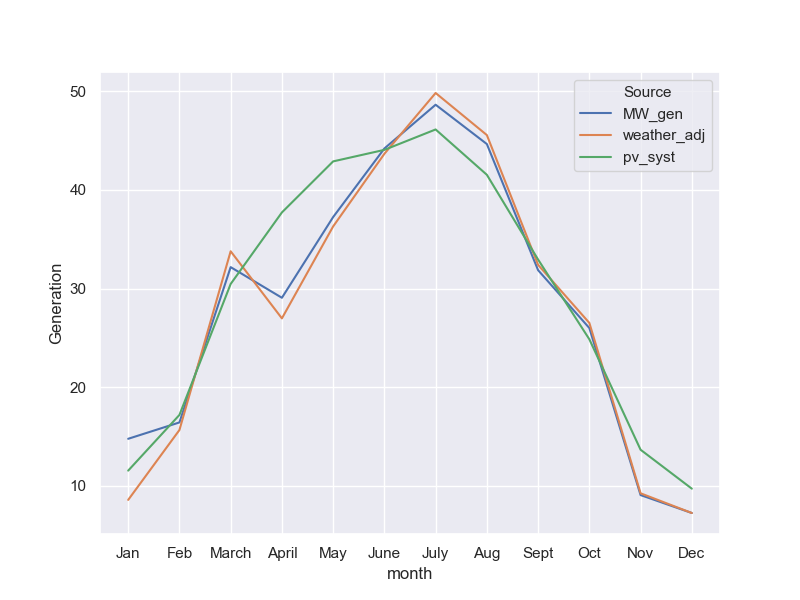 Source
MW_gen
weather_adj
pv_syst
50
40
30
20
10
Generation
Jan Feb March April May June July Aug Sept Oct Nov Dec
month